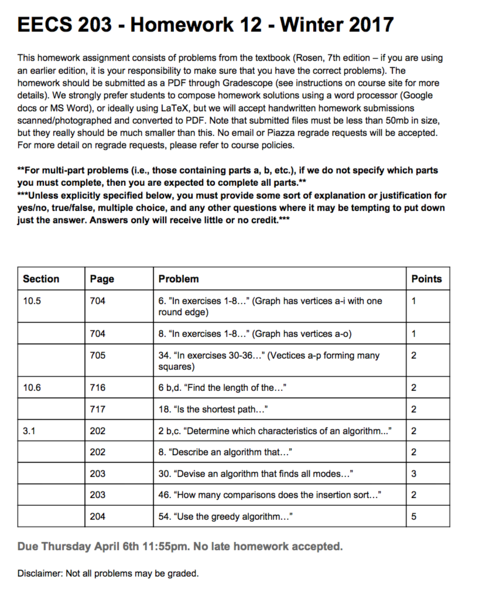 EECS 203 - Homework 12 - Winter 2017
This homework assignment consists of problems from the textbook (Rosen, 7th edition – if you are using
an earlier edition, it is your responsibility to make sure that you have the correct problems). The
homework should be submitted as a PDF through Gradescope (see instructions on course site for more
details). We strongly prefer students to compose homework solutions using a word processor (Google
docs or MS Word), or ideally using LaTeX, but we will accept handwritten homework submissions
scanned/photographed and converted to PDF. Note that submitted files must be less than 50mb in size,
but they really should be much smaller than this. No email or Piazza regrade requests will be accepted.
For more detail on regrade requests, please refer to course policies.
**For multi-part problems (i.e., those containing parts a, b, etc.), if we do not specify which parts
you must complete, then you are expected to complete all parts.**
***Unless explicitly specified below, you must provide some sort of explanation or justification for
yes/no, true/false, multiple choice, and any other questions where it may be tempting to put down
just the answer. Answers only will receive little or no credit.***
Section Page Problem Points
10.5 704 6. "In exercises 1-8…" (Graph has vertices a-i with one 1
round edge)
704 8. "In exercises 1-8…" (Graph has vertices a-o) 1
705 34. "In exercises 30-36…" (Vectices a-p forming many 2
squares)
10.6 716 6 b,d. "Find the length of the…" 2
717 18. "Is the shortest path…" 2
3.1 202 2 b,c. "Determine which characteristics of an algorithm..." 2
202 8. "Describe an algorithm that…" 2
203 30. "Devise an algorithm that finds all modes…" 3
203 46. "How many comparisons does the insertion sort…" 2
204 54. "Use the greedy algorithm…" 5
Due Thursday April 6th 11:55pm. No late homework accepted.
Disclaimer: Not all problems may be graded.